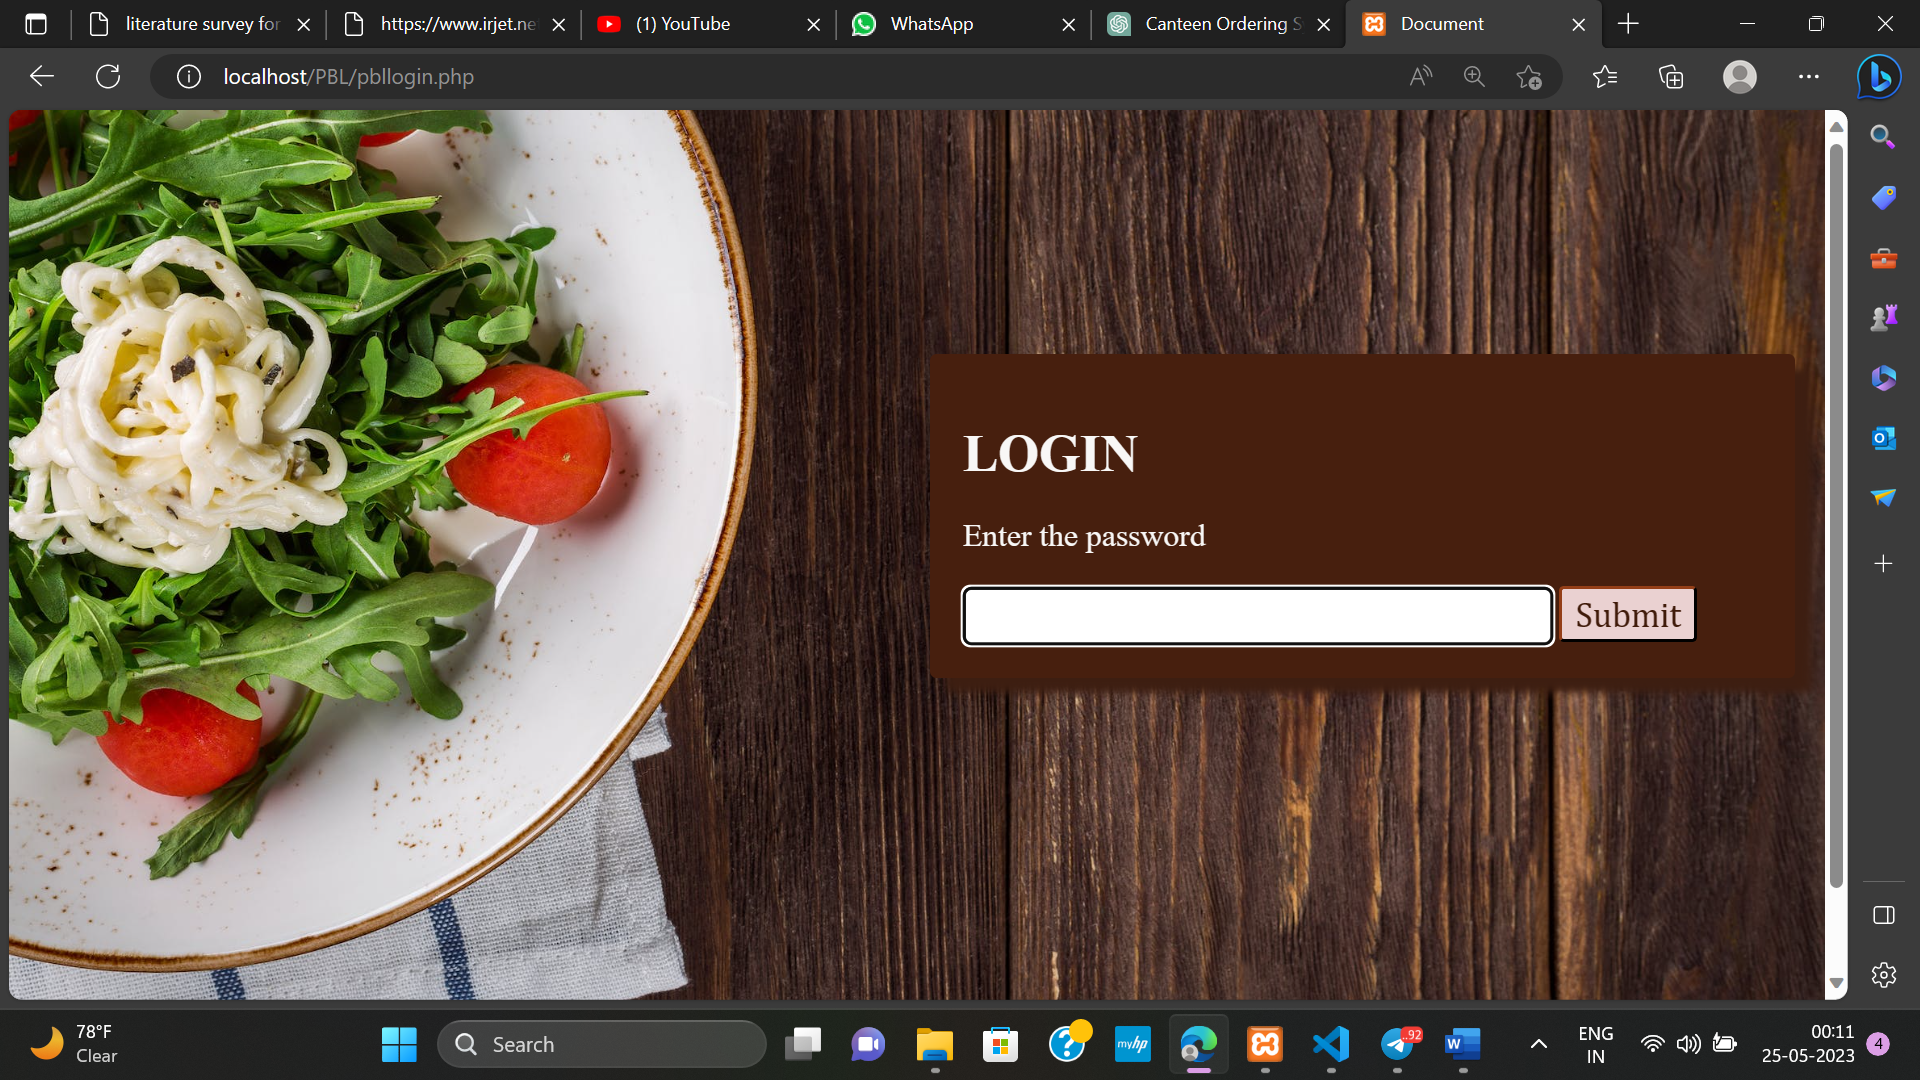 literature survey for
https://www.irjet.ne
(1) YouTube
WhatsApp
Canteen Ordering S
Document
localhost/PBL/pbllogin.php
LOGIN
Enter the password
Submit
78°F
Clear
Search
myhp
.92
W
ENG
IN
00:11
25-05-2023
4